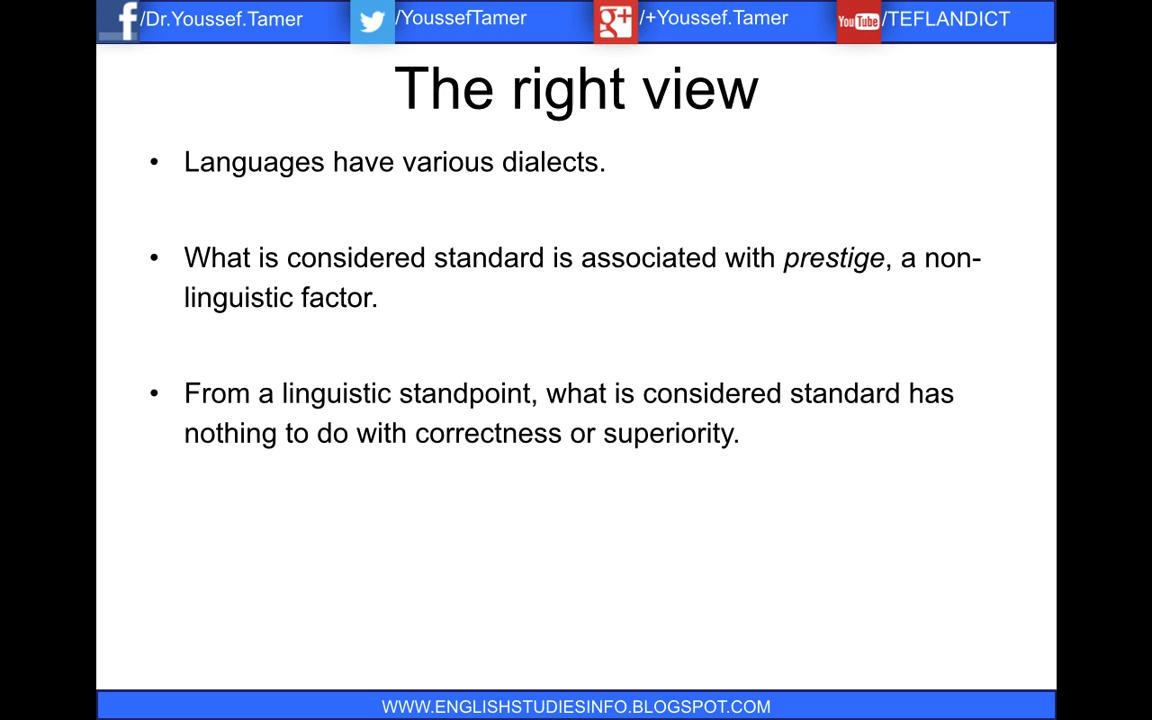 /Dr.Youssef.Tamer /YoussefTamer g+ /+Youssef.Tamer You Tube /TEFLANDICT
The right view
• Languages have various dialects.
• What is considered standard is associated with prestige, a non-
linguistic factor.
• From a linguistic standpoint, what is considered standard has
nothing to do with correctness or superiority.
WWW.ENGLISHSTUDIESINFO.BLOGSPOT.COM